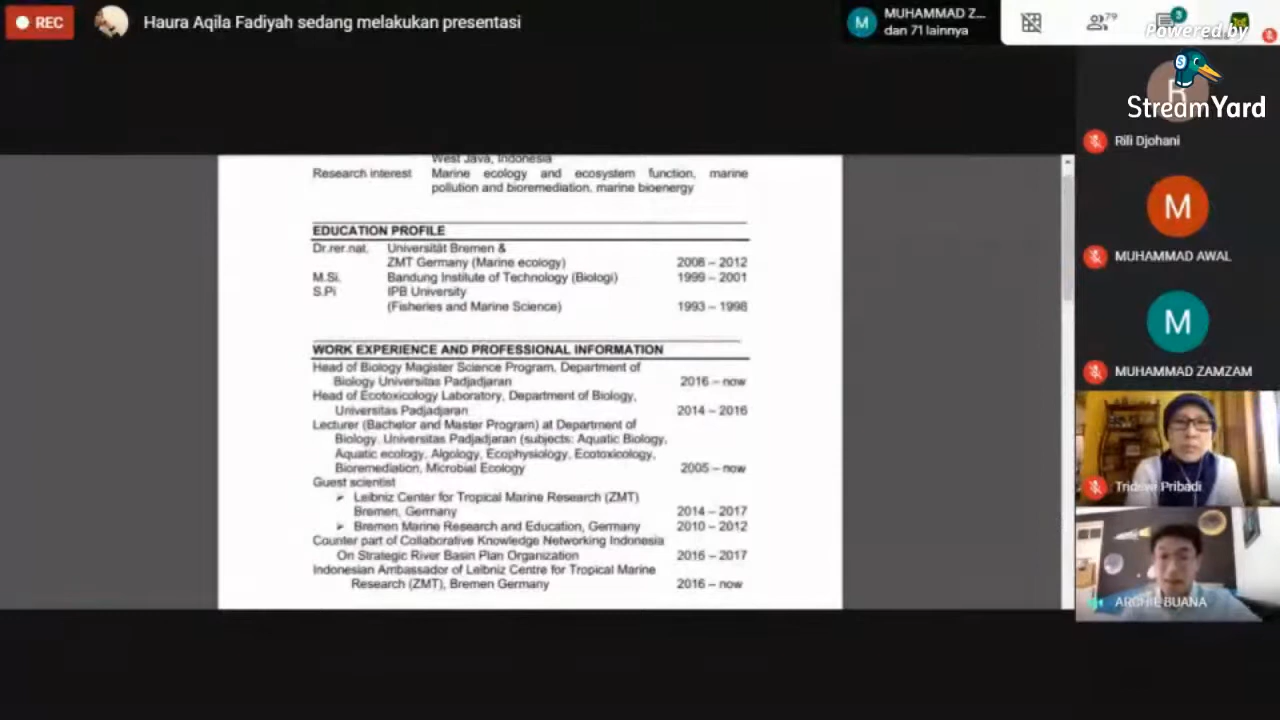 REC
Haura Aqila Fadiyah sedang melakukan presentasi
M
MUHAMMAD Z...
dan 71 lainnya
79
3
Powered by
StreamYard
R
Rili Djohani
M
MUHAMMAD AWAL
M
MUHAMMAD ZAMZAM
Pribadi
ARCHIE BUANA
West Java, Indonesia
Research interest Marine ecology and ecosystem function, marine
pollution and bioremediation, marine bioenergy
EDUCATION PROFILE
Dr.rer.nat. Universität Bremen &
ZMT Germany (Marine ecology) 2008 – 2012
M.Si. Bandung Institute of Technology (Biologi) 1999 – 2001
S.Pi IPB University
(Fisheries and Marine Science) 1993 – 1998
WORK EXPERIENCE AND PROFESSIONAL INFORMATION
Head of Biology Magister Science Program, Department of
Biology Universitas Padjadjaran 2016 – now
Head of Ecotoxicology Laboratory, Department of Biology,
Universitas Padjadjaran 2014 – 2016
Lecturer (Bachelor and Master Program) at Department of
Biology, Universitas Padjadjaran (subjects: Aquatic Biology,
Aquatic ecology, Algology, Ecophysiology, Ecotoxicology,
Bioremediation, Microbial Ecology 2005 – now
Guest scientist
➤ Leibniz Center for Tropical Marine Research (ZMT)
Bremen, Germany 2014 – 2017
➤ Bremen Marine Research and Education, Germany 2010 – 2012
Counter part of Collaborative Knowledge Networking Indonesia
On Strategic River Basin Plan Organization 2016 – 2017
Indonesian Ambassador of Leibniz Centre for Tropical Marine
Research (ZMT), Bremen Germany 2016 – now